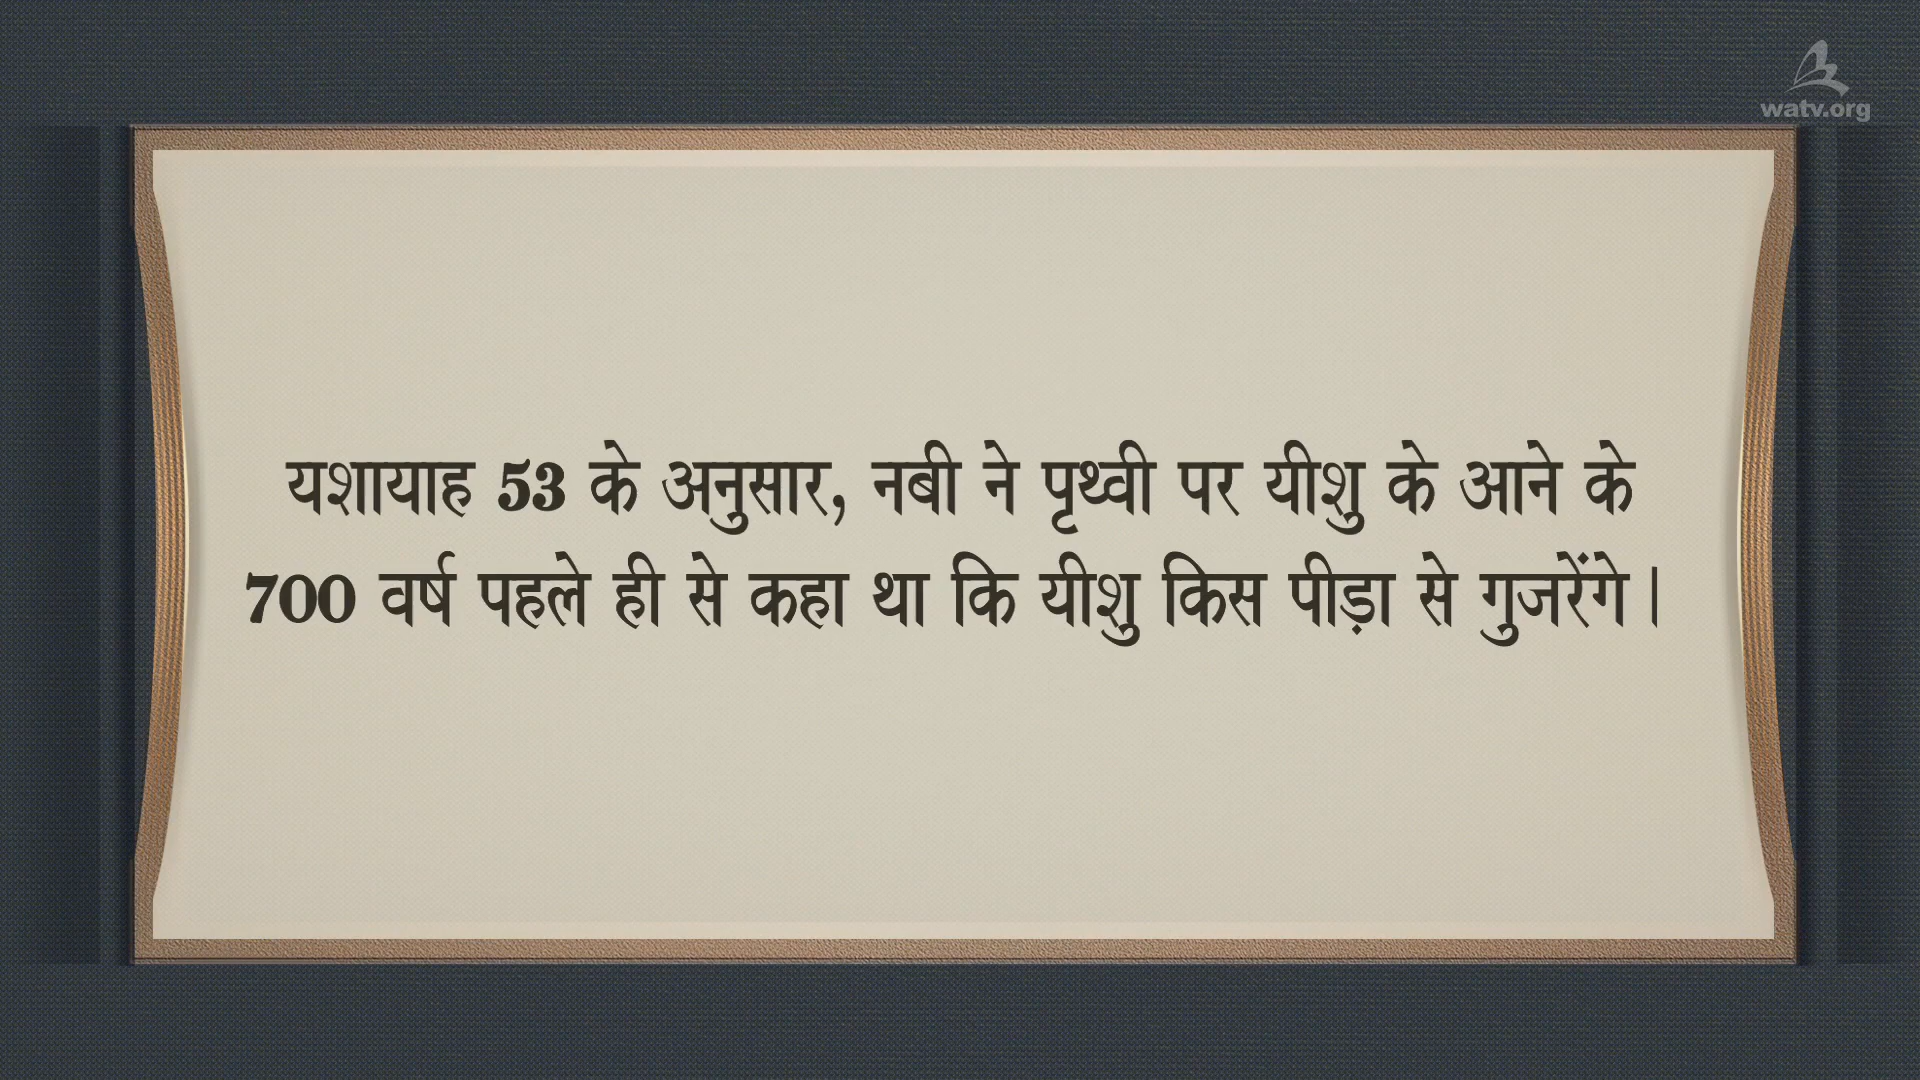 watv.org
यशायाह 53 के अनुसार, नबी ने पृथ्वी पर यीशु के आने के
700 वर्ष पहले ही से कहा था कि यीशु किस पीड़ा से गुजरेंगे।